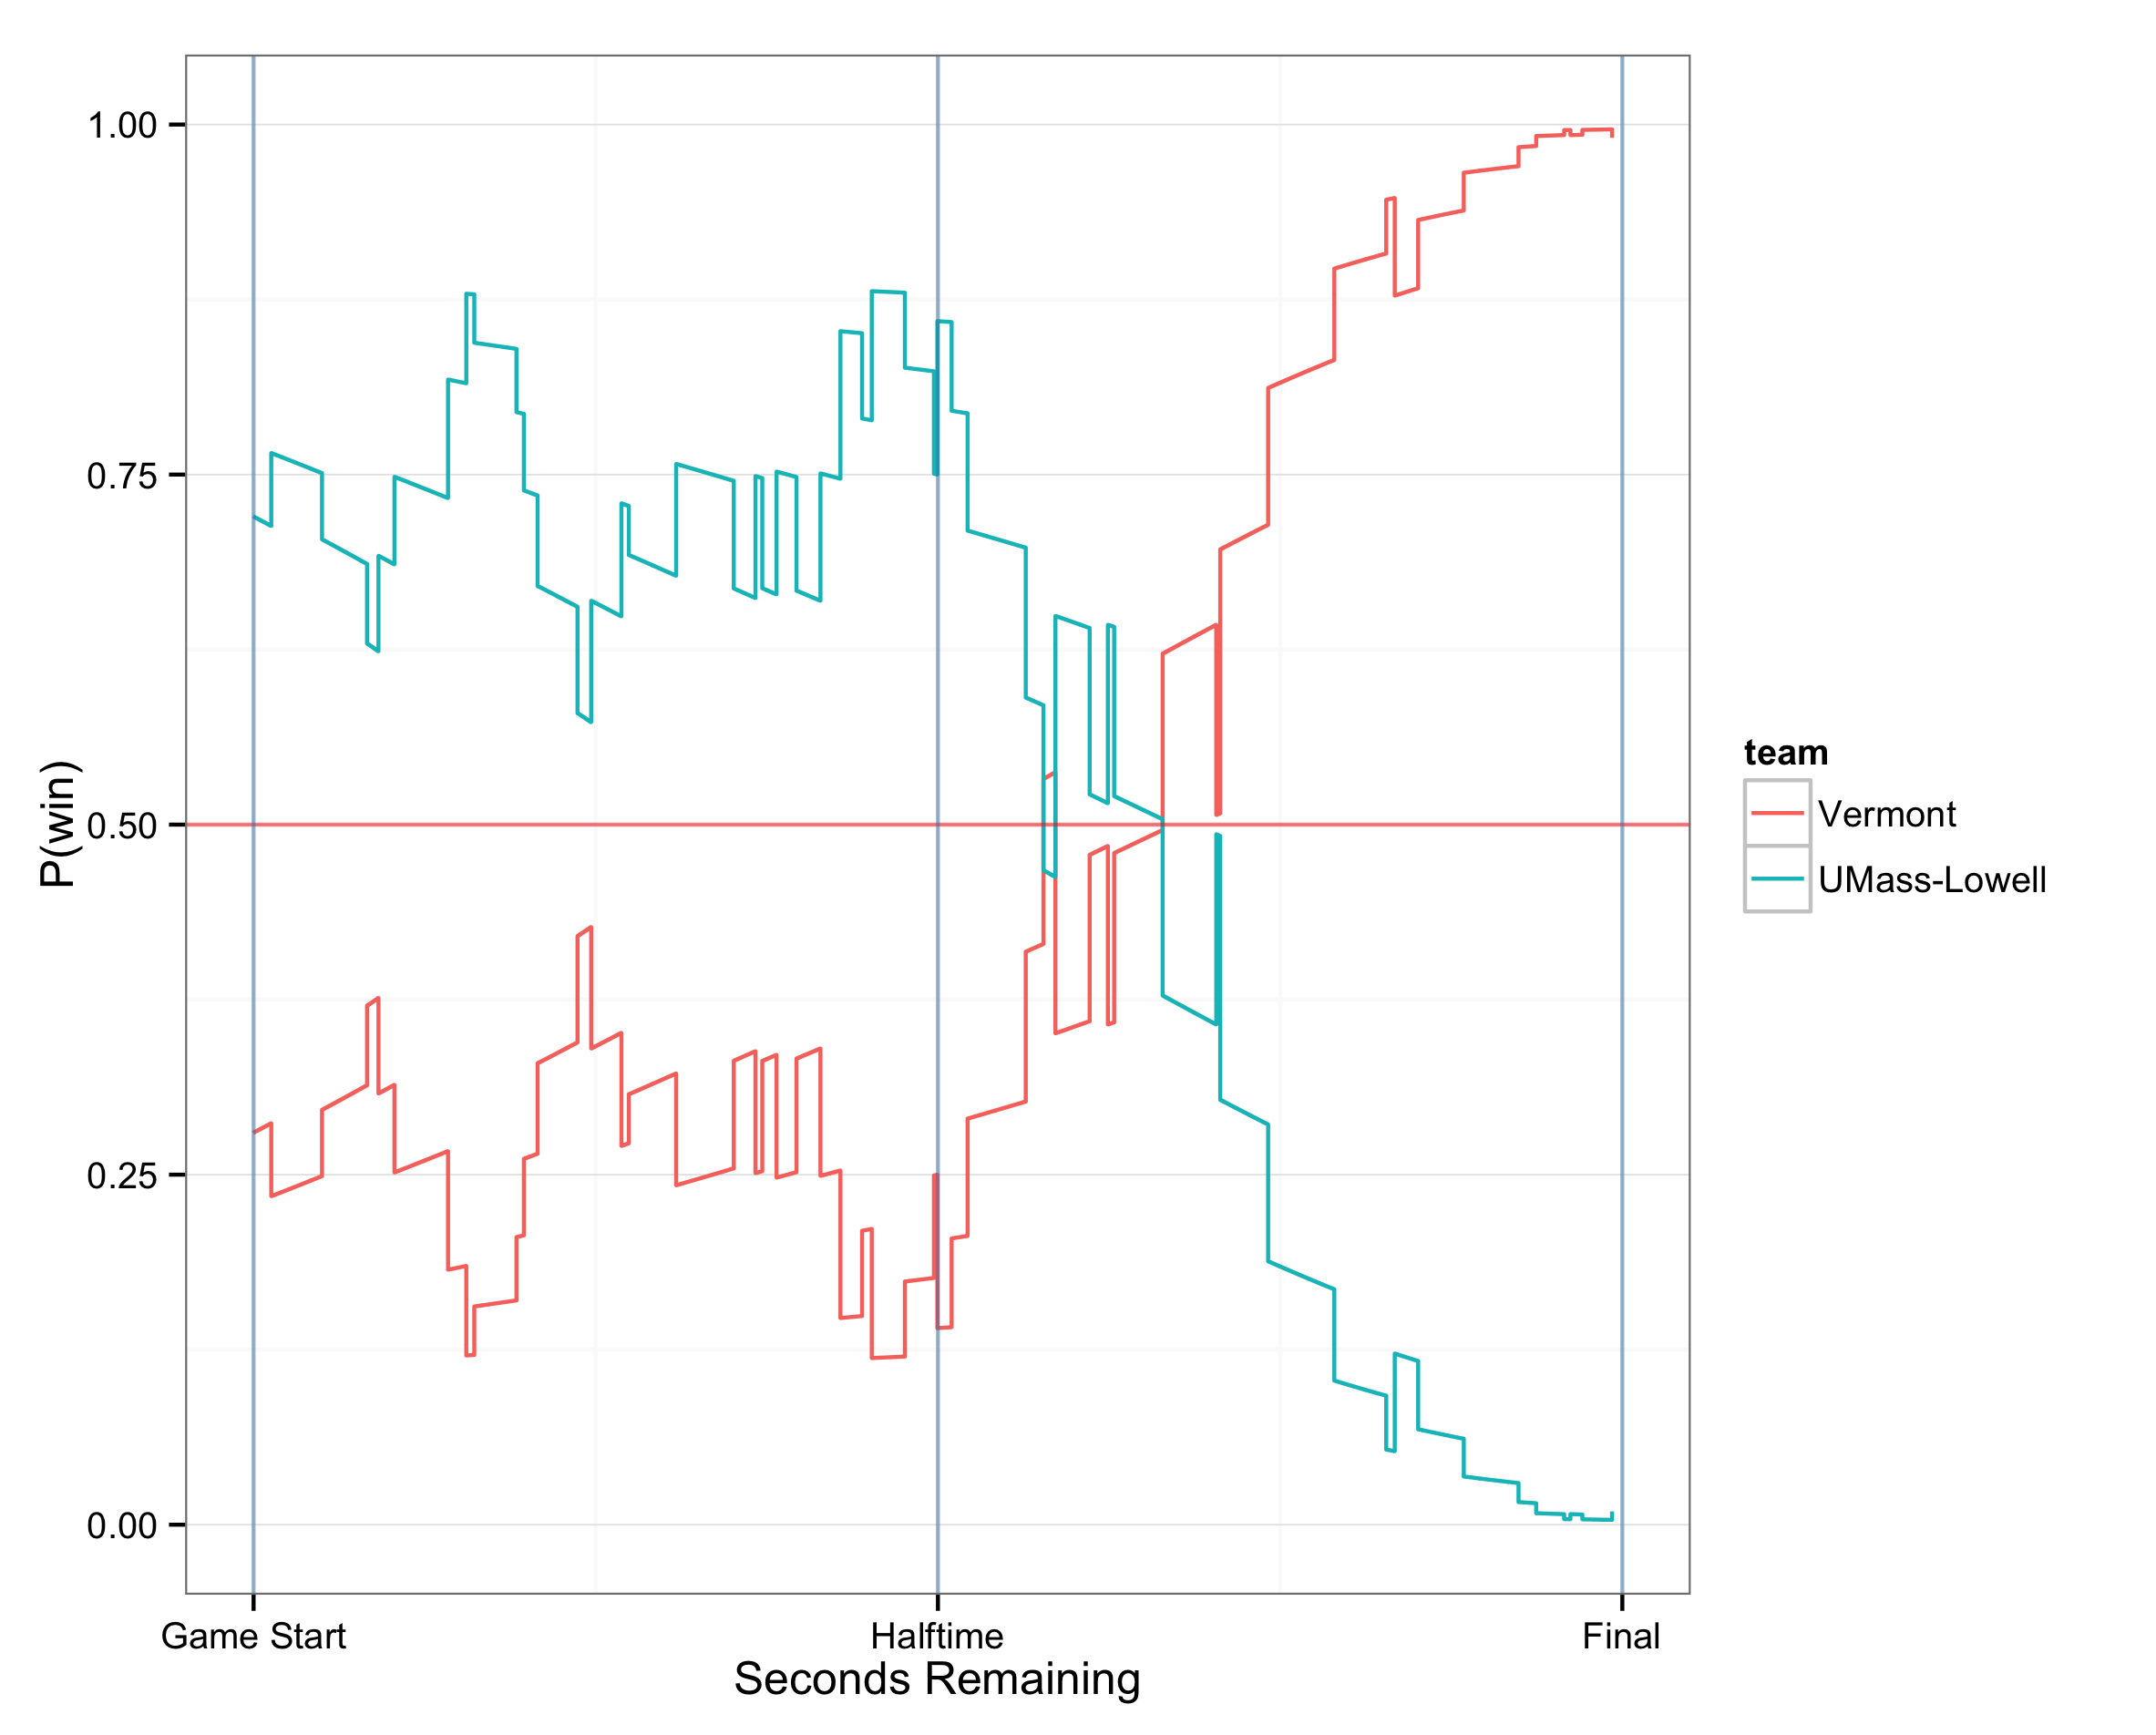 1.00
0.75
0.50
0.25
0.00
P(win)
Game Start
Halftime
Final
Seconds Remaining
team
Vermont
UMass-Lowell